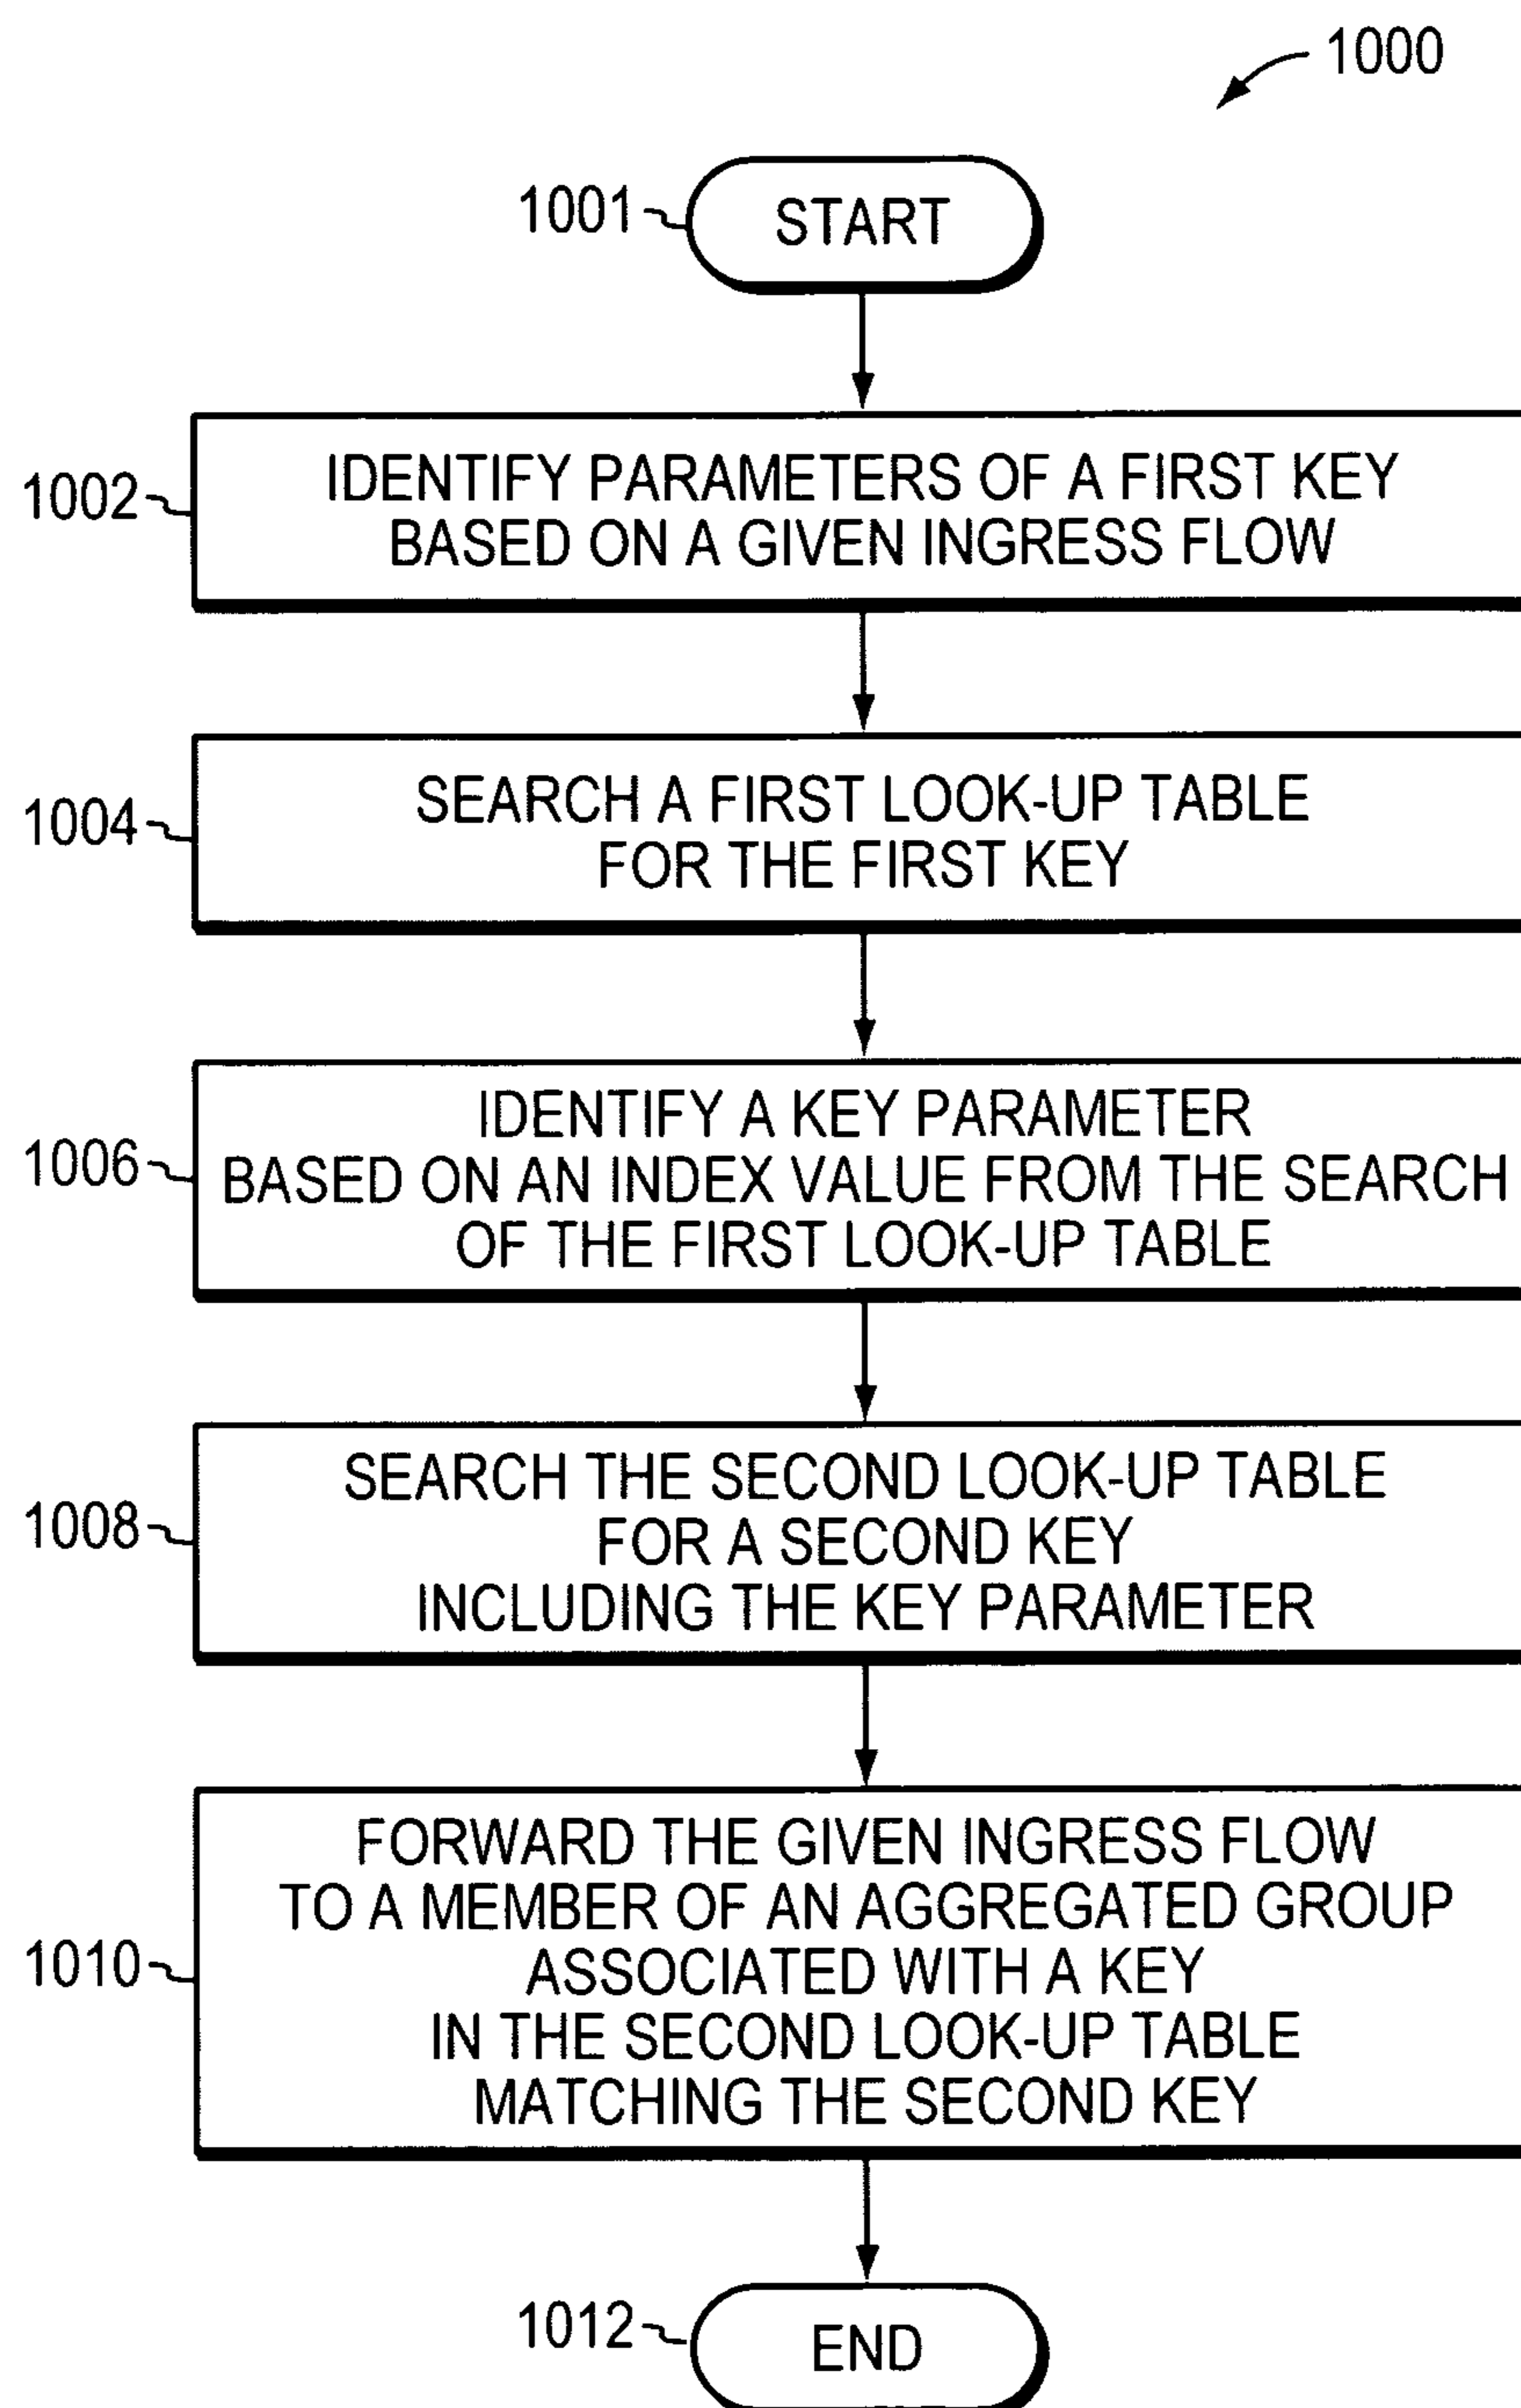 1000
1001
START
1002
IDENTIFY PARAMETERS OF A FIRST KEY
BASED ON A GIVEN INGRESS FLOW
1004
SEARCH A FIRST LOOK-UP TABLE
FOR THE FIRST KEY
1006
IDENTIFY A KEY PARAMETER
BASED ON AN INDEX VALUE FROM THE SEARCH
OF THE FIRST LOOK-UP TABLE
1008
SEARCH THE SECOND LOOK-UP TABLE
FOR A SECOND KEY
INCLUDING THE KEY PARAMETER
1010
FORWARD THE GIVEN INGRESS FLOW
TO A MEMBER OF AN AGGREGATED GROUP
ASSOCIATED WITH A KEY
IN THE SECOND LOOK-UP TABLE
MATCHING THE SECOND KEY
1012
END